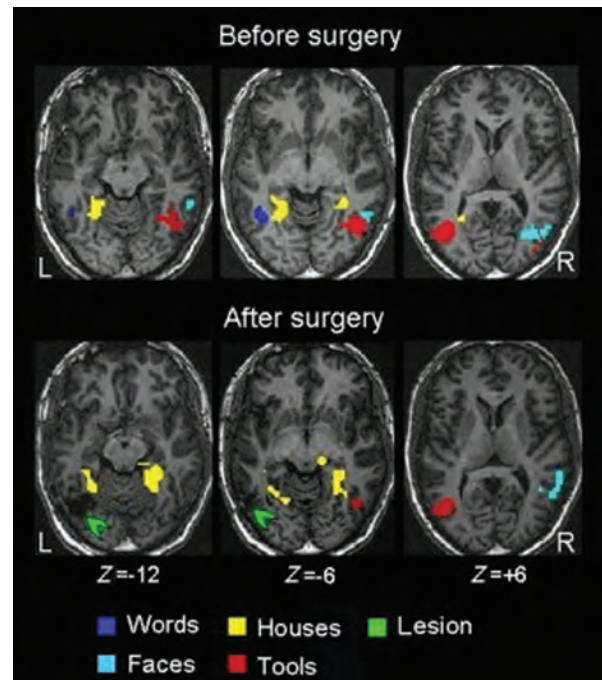 Before surgery
L
R
After surgery
L
R
Z=-12
Z=-6
Z=+6
Words
Houses
Lesion
Faces
Tools